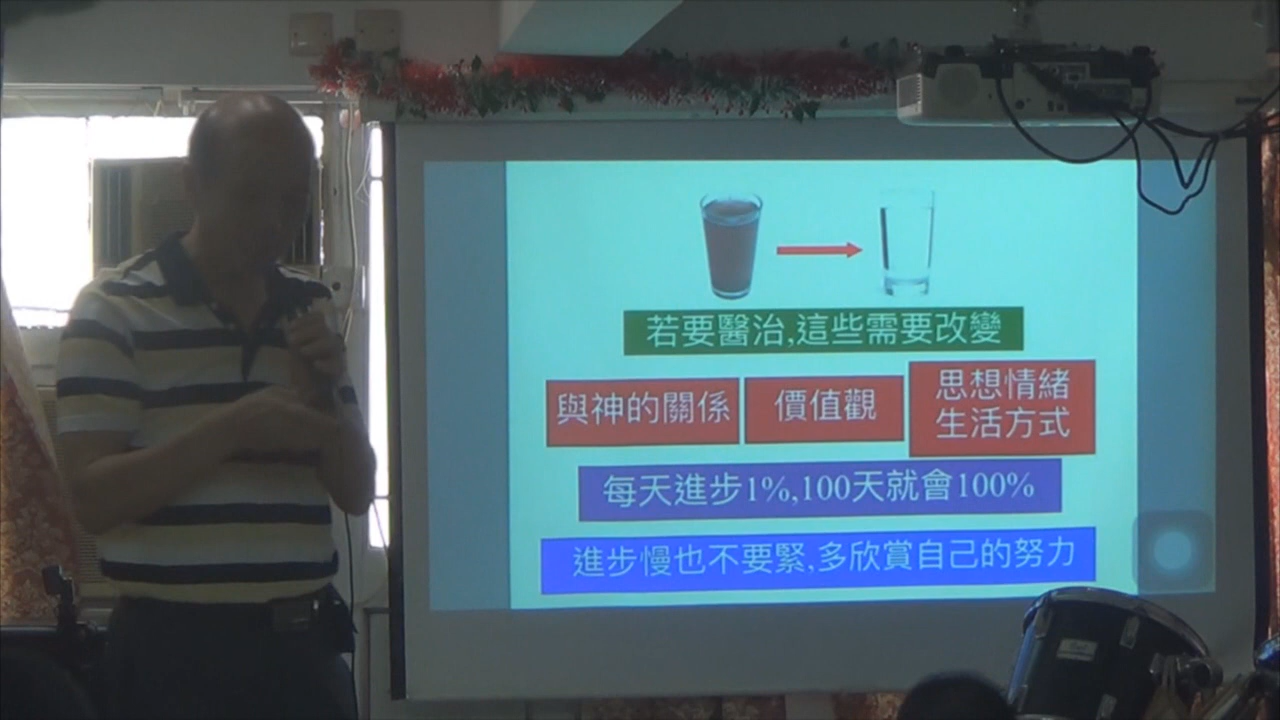 若要醫治,這些需要改變
與神的關係
價值觀
思想情緒
生活方式
每天進步1%,100天就會100%
進步慢也不要緊,多欣賞自己的努力